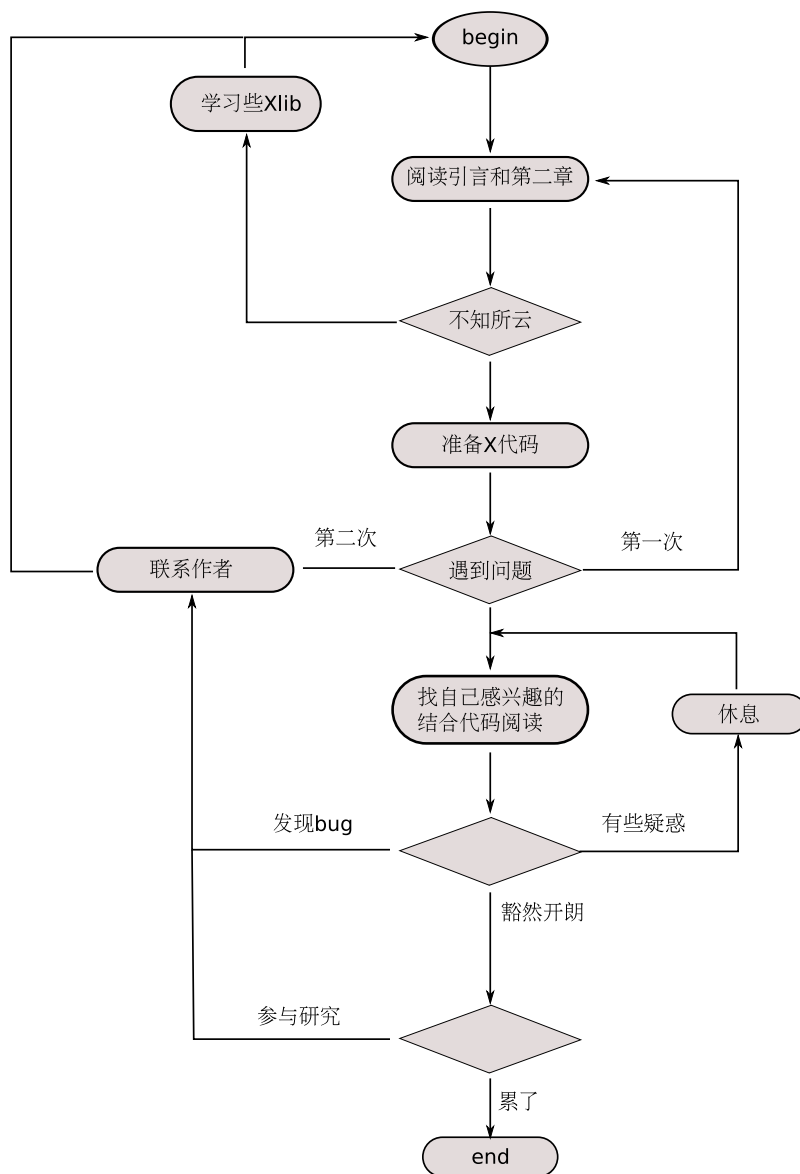 begin
学习些Xlib
阅读引言和第二章
不知所云
准备X代码
第二次
第一次
联系作者
遇到问题
找自己感兴趣的
结合代码阅读
休息
发现bug
有些疑惑
豁然开朗
参与研究
累了
end